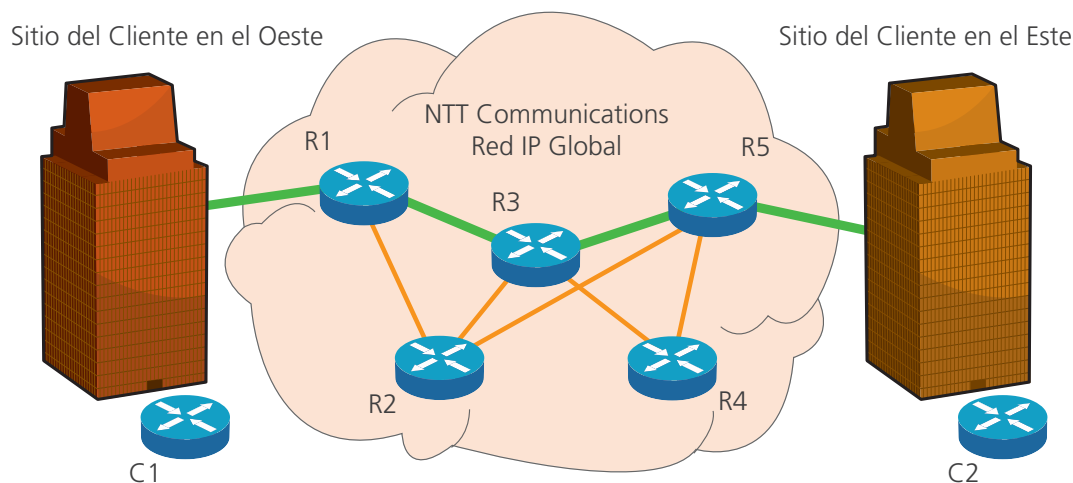 Sitio del Cliente en el Oeste
Sitio del Cliente en el Este
NTT Communications
Red IP Global
R1
R5
R3
R2
R4
C1
C2